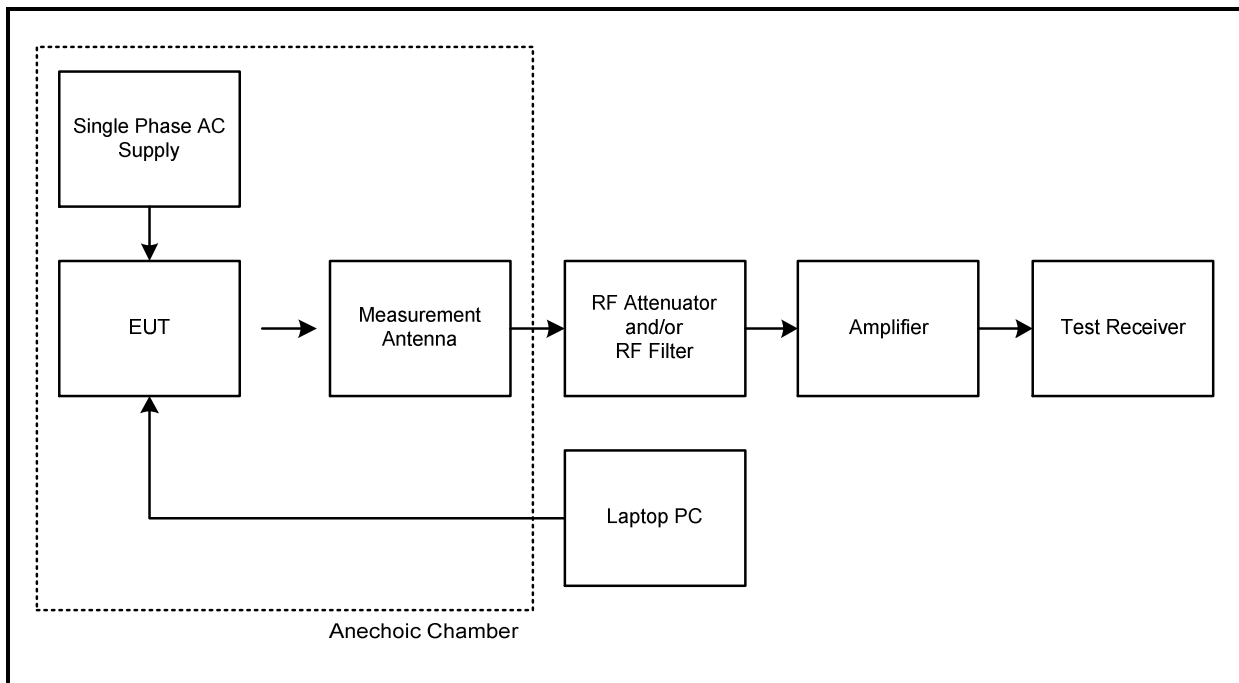 Single Phase AC
Supply
EUT
Measurement
Antenna
RF Attenuator
and/or
RF Filter
Amplifier
Test Receiver
Laptop PC
Anechoic Chamber